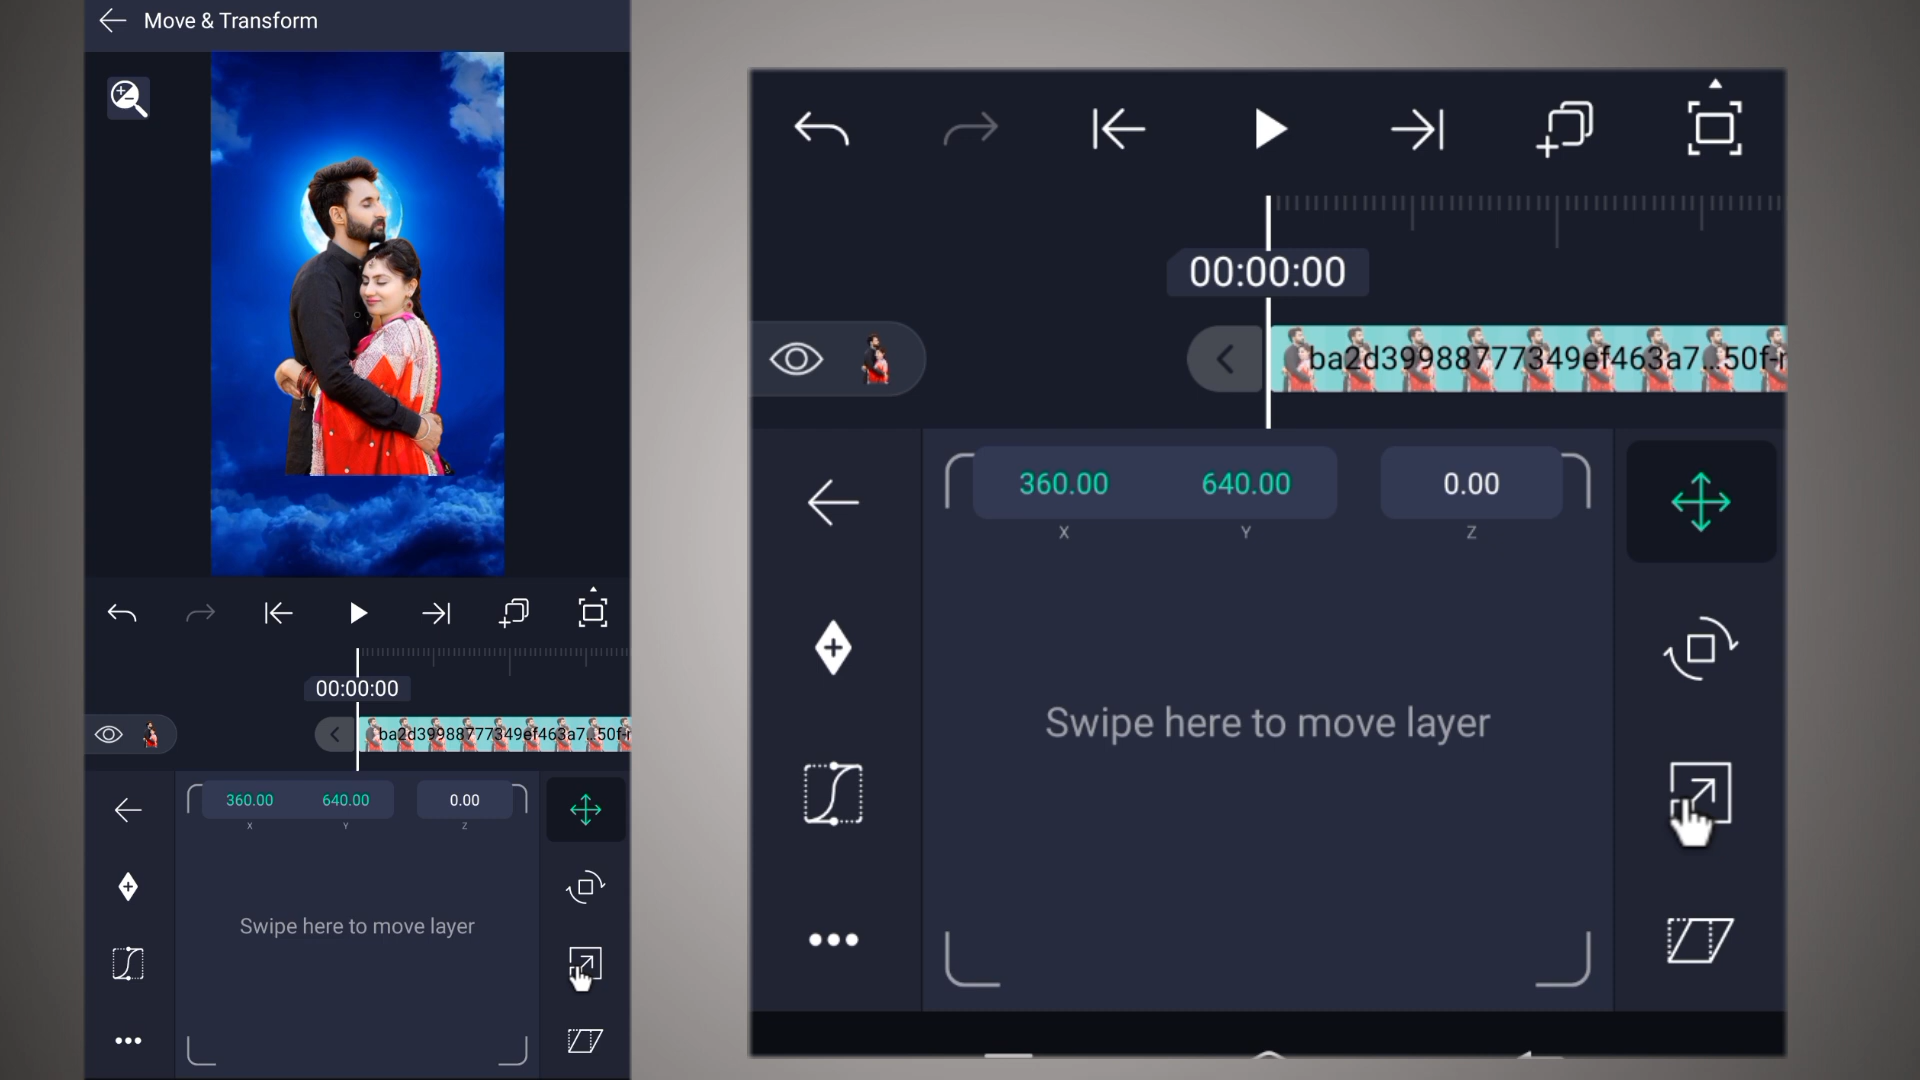 Move & Transform
00:00:00
ba2d39988777349ef463a7...50f-r
360.00 640.00 0.00
X Y Z
Swipe here to move layer
00:00:00
ba2d39988777349ef463a7...50f-r
360.00 640.00 0.00
X Y Z
Swipe here to move layer